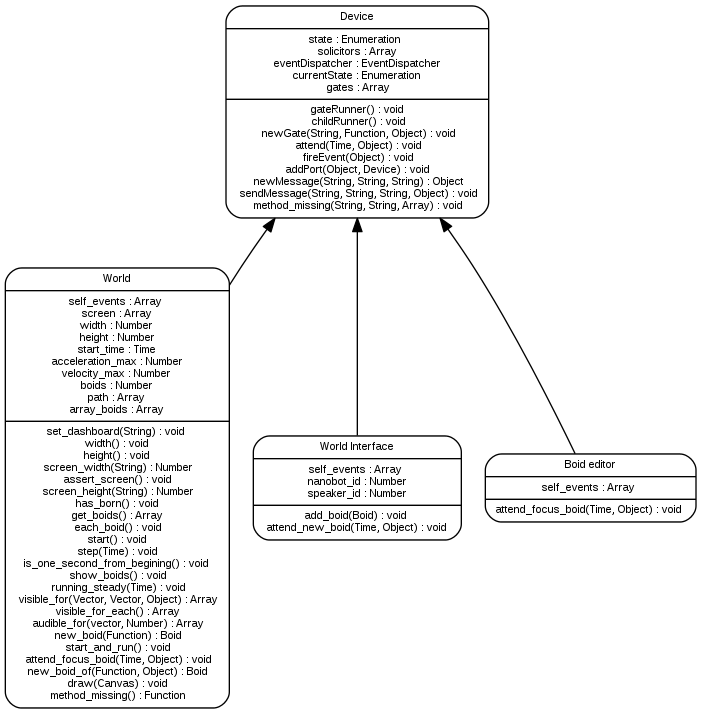 Device
state : Enumeration
solicitors : Array
eventDispatcher : EventDispatcher
currentState : Enumeration
gates : Array
gateRunner() : void
childRunner() : void
newGate(String, Function, Object) : void
attend(Time, Object) : void
fireEvent(Object) : void
addPort(Object, Device) : void
newMessage(String, String, String) : Object
sendMessage(String, String, String, Object) : void
method_missing(String, String, Array) : void
World
self_events : Array
screen : Array
width : Number
height : Number
start_time : Time
acceleration_max : Number
velocity_max : Number
boids : Number
path : Array
array_boids : Array
set_dashboard(String) : void
width() : void
height() : void
screen_width(String) : Number
assert_screen() : void
screen_height(String) : Number
has_born() : void
get_boids() : Array
each_boid() : void
start() : void
step(Time) : void
is_one_second_from_begining() : void
show_boids() : void
running_steady(Time) : void
visible_for(Vector, Vector, Object) : Array
visible_for_each() : Array
audible_for(vector, Number) : Array
new_boid(Function) : Boid
start_and_run() : void
attend_focus_boid(Time, Object) : void
new_boid_of(Function, Object) : Boid
draw(Canvas) : void
method_missing() : Function
World Interface
self_events : Array
nanobot_id : Number
speaker_id : Number
add_boid(Boid) : void
attend_new_boid(Time, Object) : void
Boid editor
self_events : Array
attend_focus_boid(Time, Object) : void